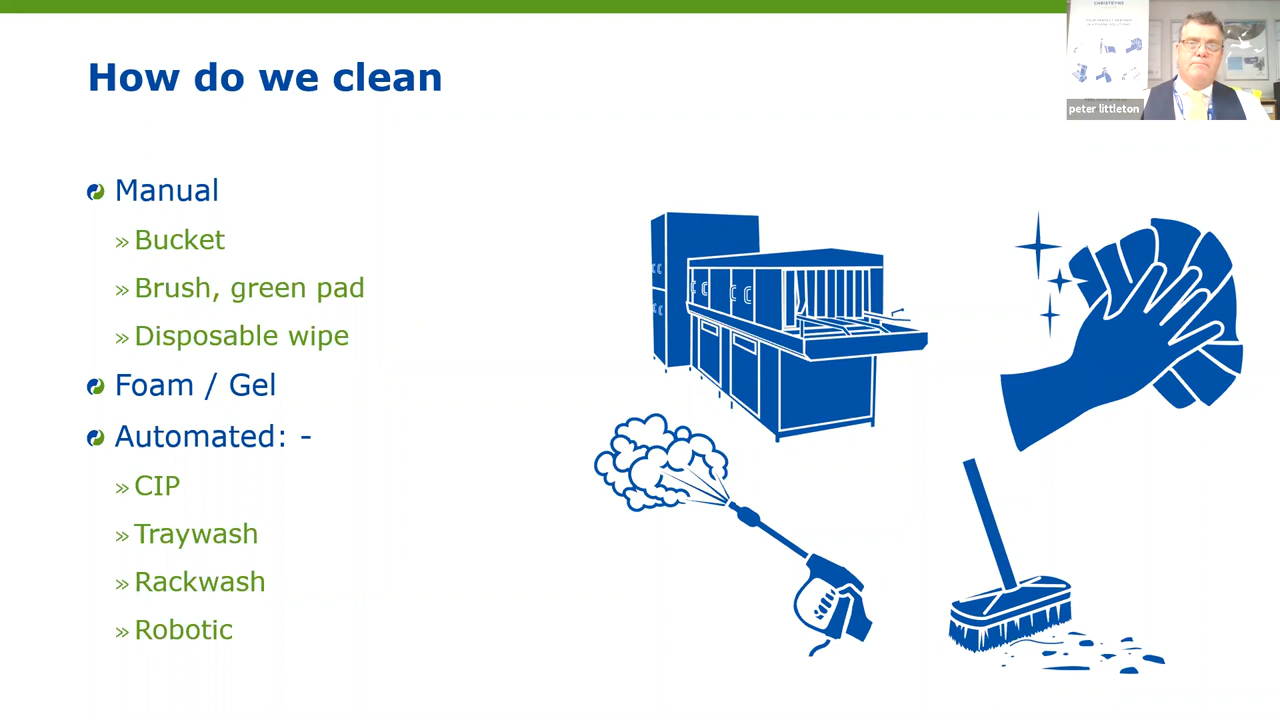 How do we clean
Manual
» Bucket
» Brush, green pad
» Disposable wipe
Foam / Gel
Automated: -
» CIP
» Traywash
» Rackwash
» Robotic
CHRISTEYNS
peter littleton